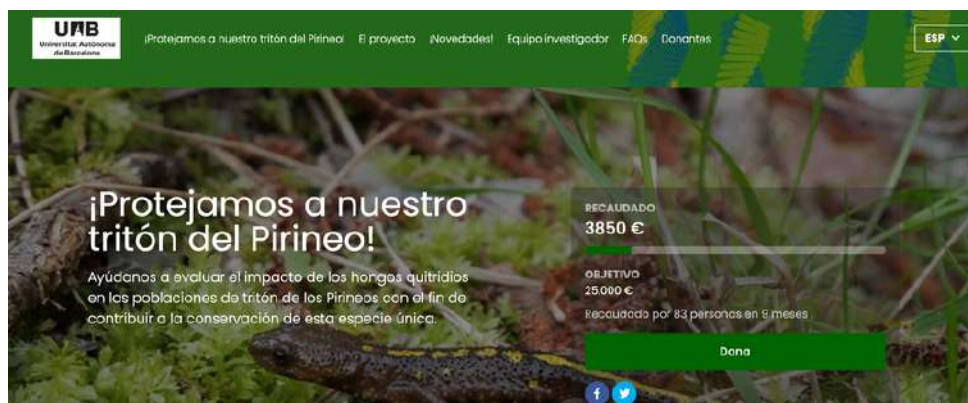 UAB
Universitat Autònoma
de Barcelona
¡Protejamos a nuestro tritón del Pirineo! El proyecto ¡Novedades! Equipo investigador FAQs Donantes
ESP
¡Protejamos a nuestro
tritón del Pirineo!
Ayúdanos a evaluar el impacto de los hongos quitridios
en las poblaciones de tritón de los Pirineos con el fin de
contribuir a la conservación de esta especie única.
RECAUDADO
3850 €
OBJETIVO
25.000 €
Recaudado por 83 personas en 9 meses
Dona